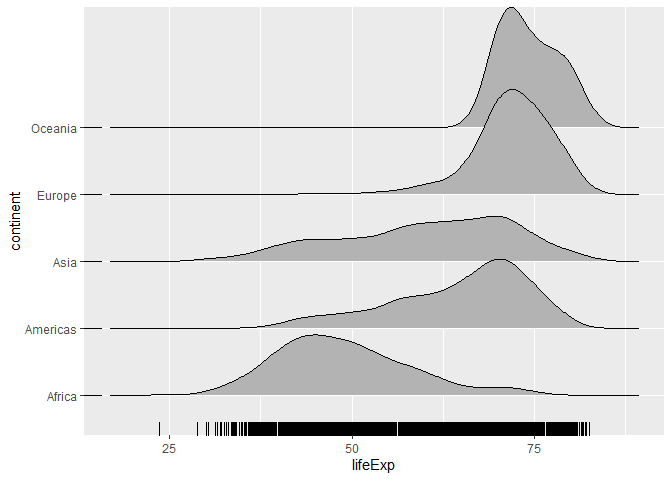 Oceania
Europe
Asia
Americas
Africa
continent
25 50 75
lifeExp